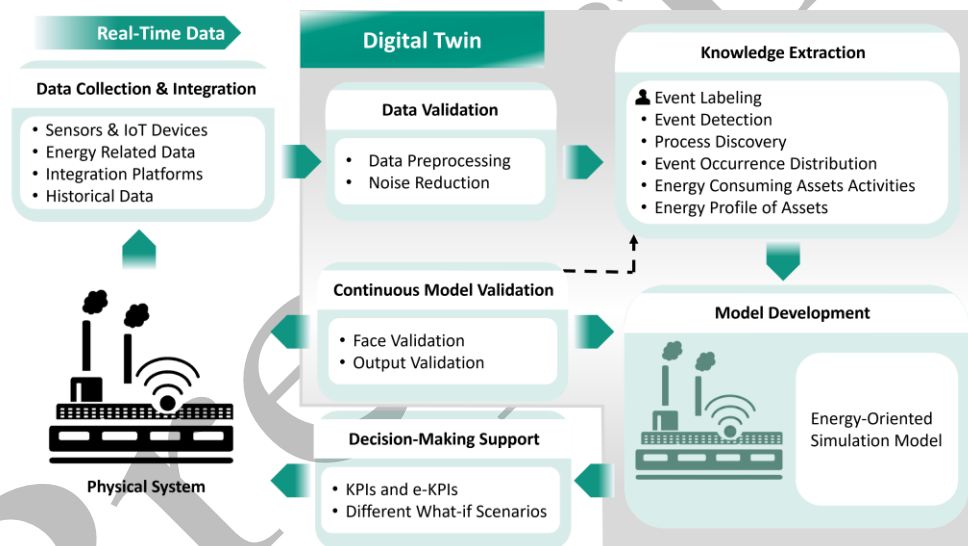 Real-Time Data
Digital Twin
Data Collection & Integration
• Sensors & IoT Devices
• Energy Related Data
• Integration Platforms
• Historical Data
Data Validation
• Data Preprocessing
• Noise Reduction
Knowledge Extraction
Event Labeling
• Event Detection
• Process Discovery
• Event Occurrence Distribution
• Energy Consuming Assets Activities
• Energy Profile of Assets
Continuous Model Validation
• Face Validation
• Output Validation
Model Development
Energy-Oriented
Simulation Model
Decision-Making Support
• KPIs and e-KPIs
• Different What-if Scenarios
Physical System